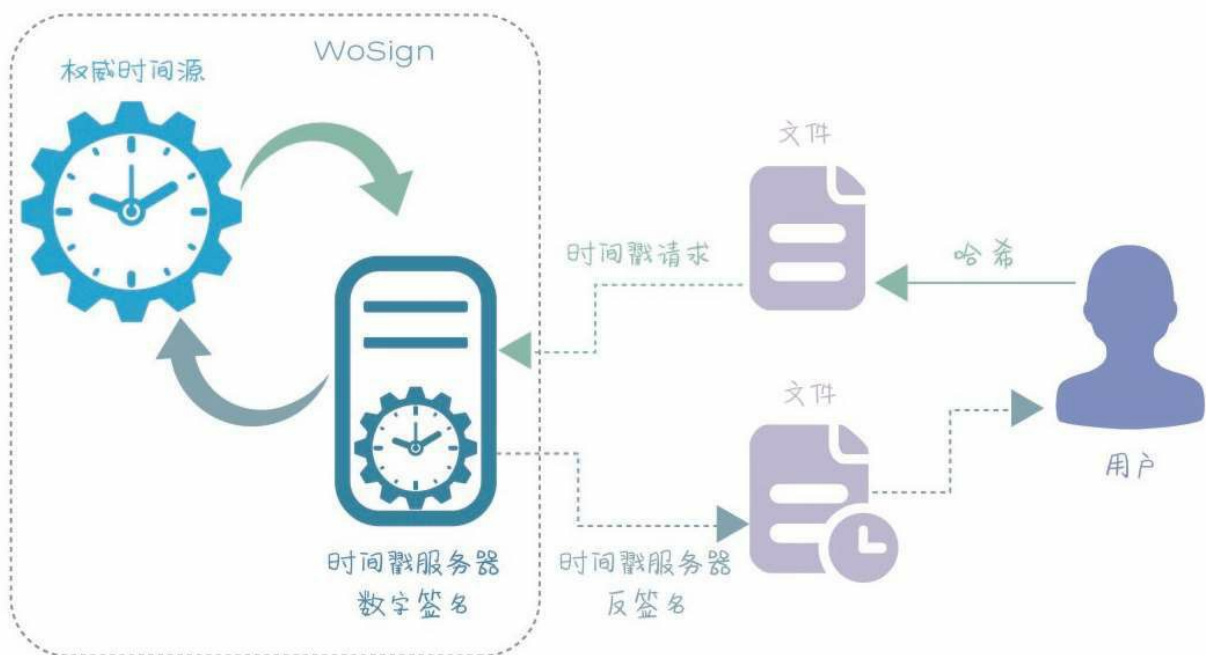 WoSign
权威时间源
文件
时间戳请求
哈希
文件
用户
时间戳服务器
数字签名
时间戳服务器
反签名